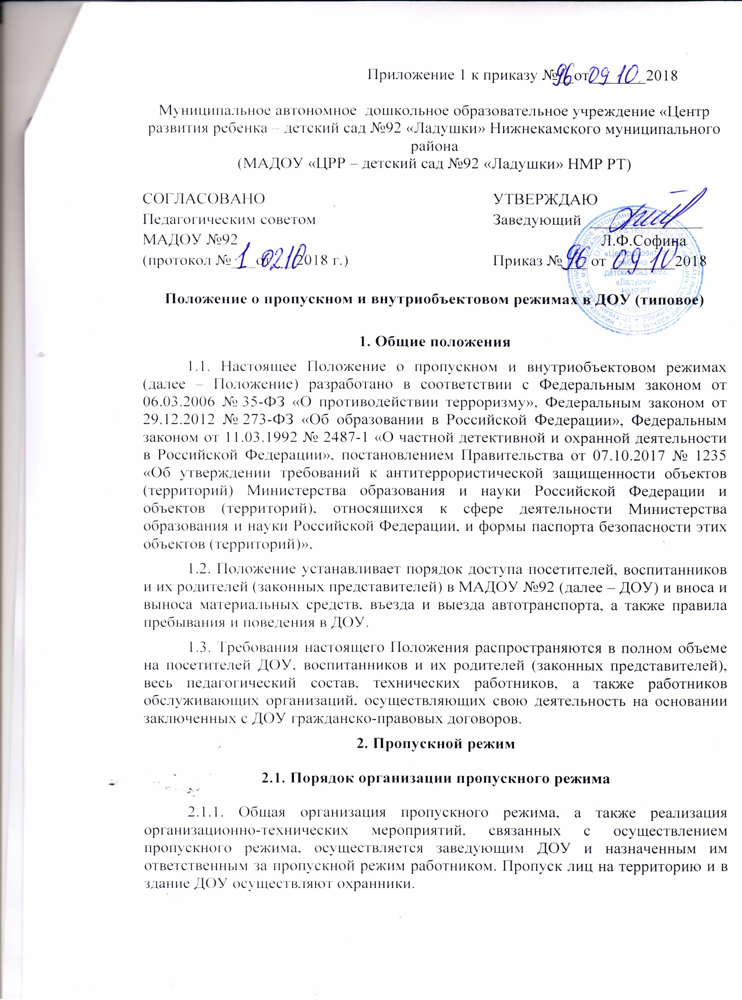 Приложение 1 к приказу №96 от 09 10. 2018
Муниципальное автономное дошкольное образовательное учреждение «Центр
развития ребенка – детский сад №92 «Ладушки» Нижнекамского муниципального
района
(МАДОУ «ЦРР – детский сад №92 «Ладушки» НМР РТ)
СОГЛАСОВАНО
Педагогическим советом
МАДОУ №92
(протокол № 1 от 02 10 2018 г.)
УТВЕРЖДАЮ
Заведующий
Л.Ф.Софина
Приказ № 96 от 09 10 2018
«Центр развития
ребенка
детский сад №92
«Ладушки»
НМР РТ
Положение о пропускном и внутриобъектовом режимах в ДОУ (типовое)
1. Общие положения
1.1. Настоящее Положение о пропускном и внутриобъектовом режимах
(далее – Положение) разработано в соответствии с Федеральным законом от
06.03.2006 № 35-ФЗ «О противодействии терроризму», Федеральным законом от
29.12.2012 № 273-ФЗ «Об образовании в Российской Федерации», Федеральным
законом от 11.03.1992 № 2487-1 «О частной детективной и охранной деятельности
в Российской Федерации», постановлением Правительства от 07.10.2017 № 1235
«Об утверждении требований к антитеррористической защищенности объектов
(территорий) Министерства образования и науки Российской Федерации и
объектов (территорий), относящихся к сфере деятельности Министерства
образования и науки Российской Федерации, и формы паспорта безопасности этих
объектов (территорий)».
1.2. Положение устанавливает порядок доступа посетителей, воспитанников
и их родителей (законных представителей) в МАДОУ №92 (далее – ДОУ) и вноса и
выноса материальных средств, въезда и выезда автотранспорта, а также правила
пребывания и поведения в ДОУ.
1.3. Требования настоящего Положения распространяются в полном объеме
на посетителей ДОУ, воспитанников и их родителей (законных представителей),
весь педагогический состав, технических работников, а также работников
обслуживающих организаций, осуществляющих свою деятельность на основании
заключенных с ДОУ гражданско-правовых договоров.
2. Пропускной режим
2.1. Порядок организации пропускного режима
2.1.1. Общая организация пропускного режима, а также реализация
организационно-технических мероприятий, связанных с осуществлением
пропускного режима, осуществляется заведующим ДОУ и назначенным им
ответственным за пропускной режим работником. Пропуск лиц на территорию и в
здание ДОУ осуществляют охранники.